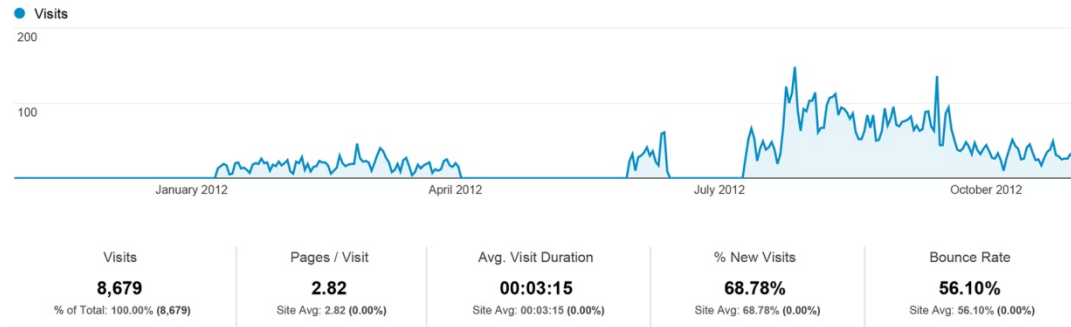 Visits
200
100
January 2012
April 2012
July 2012
October 2012
Visits
8,679
% of Total: 100.00% (8,679)
Pages / Visit
2.82
Site Avg: 2.82 (0.00%)
Avg. Visit Duration
00:03:15
Site Avg: 00:03:15 (0.00%)
% New Visits
68.78%
Site Avg: 68.78% (0.00%)
Bounce Rate
56.10%
Site Avg: 56.10% (0.00%)